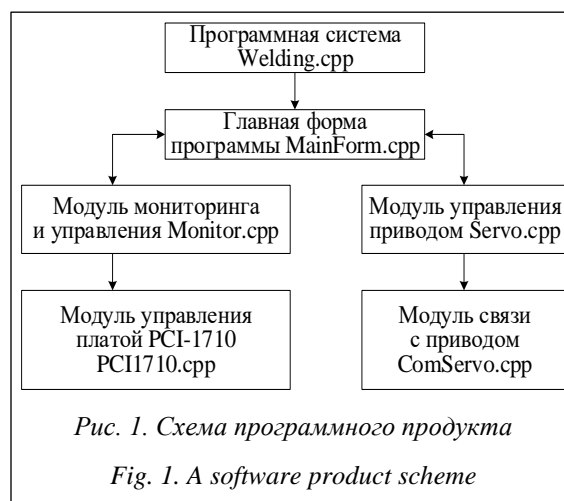 Программная система
Welding.cpp
Главная форма
программы MainForm.cpp
Модуль мониторинга
и управления Monitor.cpp
Модуль управления
приводом Servo.cpp
Модуль управления
платой PCI-1710
PCI1710.cpp
Модуль связи
с приводом
ComServo.cpp
Рис. 1. Схема программного продукта
Fig. 1. A software product scheme